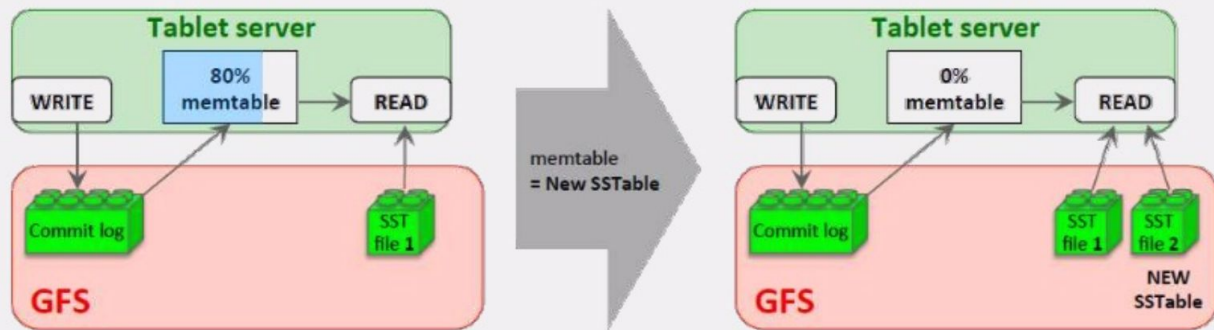 Tablet server
80%
memtable
WRITE
READ
Commit log
SST
file 1
GFS
memtable
= New SSTable
Tablet server
0%
memtable
WRITE
READ
Commit log
SST
file 1
SST
file 2
NEW
SSTable
GFS